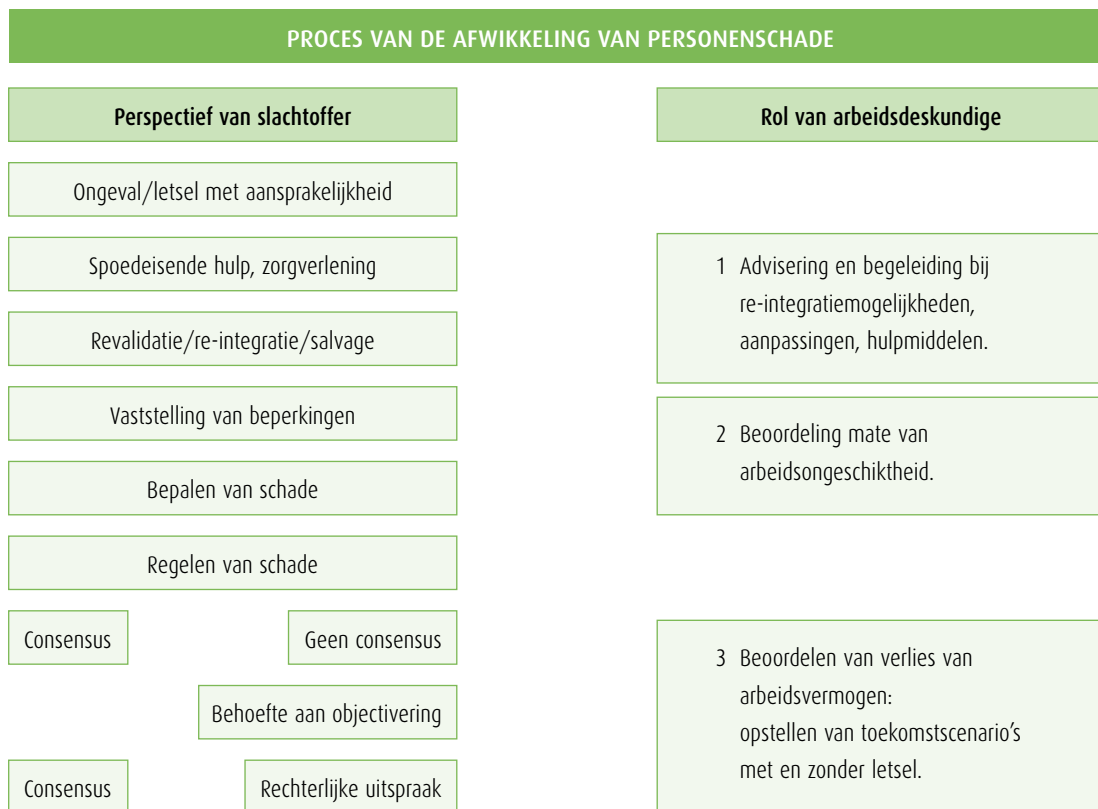 PROCES VAN DE AFWIKKELING VAN PERSONENSCHADE
Perspectief van slachtoffer
Ongeval/letsel met aansprakelijkheid
Spoedeisende hulp, zorgverlening
Revalidatie/re-integratie/salvage
Vaststelling van beperkingen
Bepalen van schade
Regelen van schade
Consensus
Geen consensus
Behoefte aan objectivering
Consensus
Rechterlijke uitspraak
Rol van arbeidsdeskundige
1 Advisering en begeleiding bij
re-integratiemogelijkheden,
aanpassingen, hulpmiddelen.
2 Beoordeling mate van
arbeidsongeschiktheid.
3 Beoordelen van verlies van
arbeidsvermogen:
opstellen van toekomstscenario's
met en zonder letsel.